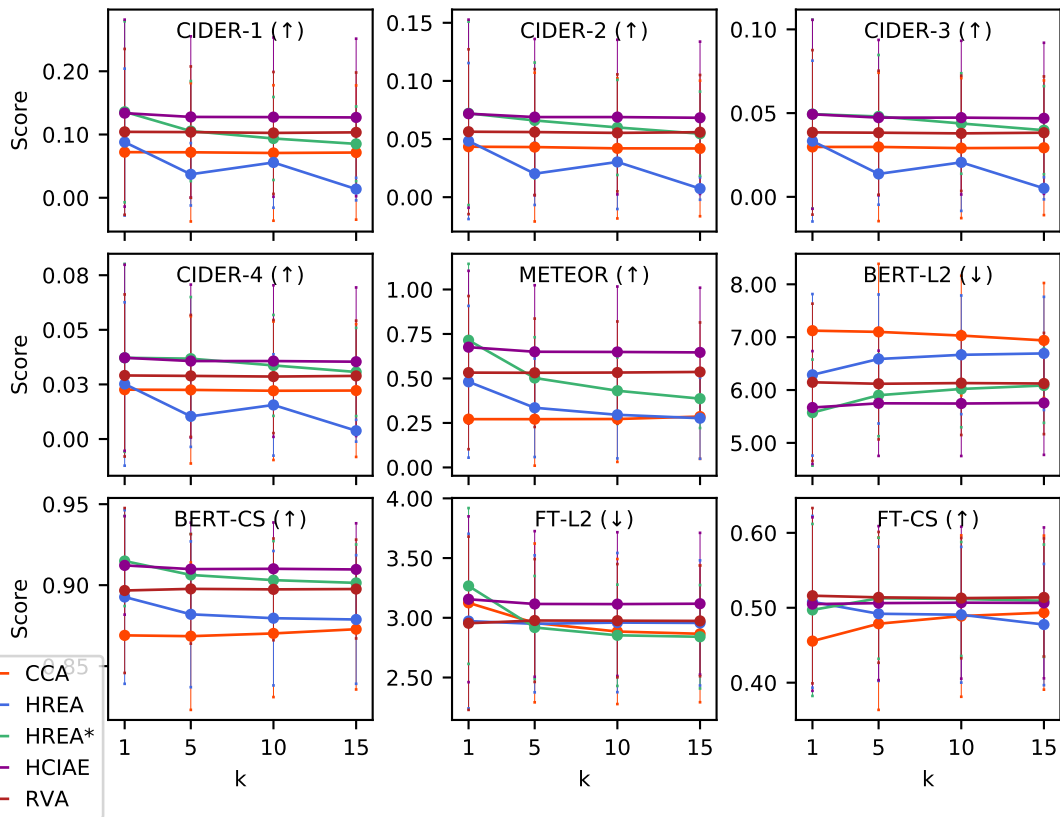 CIDER-1 (↑)
CIDER-2 (↑)
CIDER-3 (↑)
Score
0.20
0.10
0.00
0.15
0.10
0.05
0.00
0.10
0.05
0.00
CIDER-4 (↑)
METEOR (↑)
BERT-L2 (↓)
Score
0.08
0.05
0.03
0.00
1.00
0.75
0.50
0.25
0.00
8.00
7.00
6.00
5.00
BERT-CS (↑)
FT-L2 (↓)
FT-CS (↑)
Score
0.95
0.90
0.85
4.00
3.50
3.00
2.50
0.60
0.50
0.40
1 5 10 15
1 5 10 15
1 5 10 15
k
k
k
CCA
HREA
HREA*
HCIAE
RVA